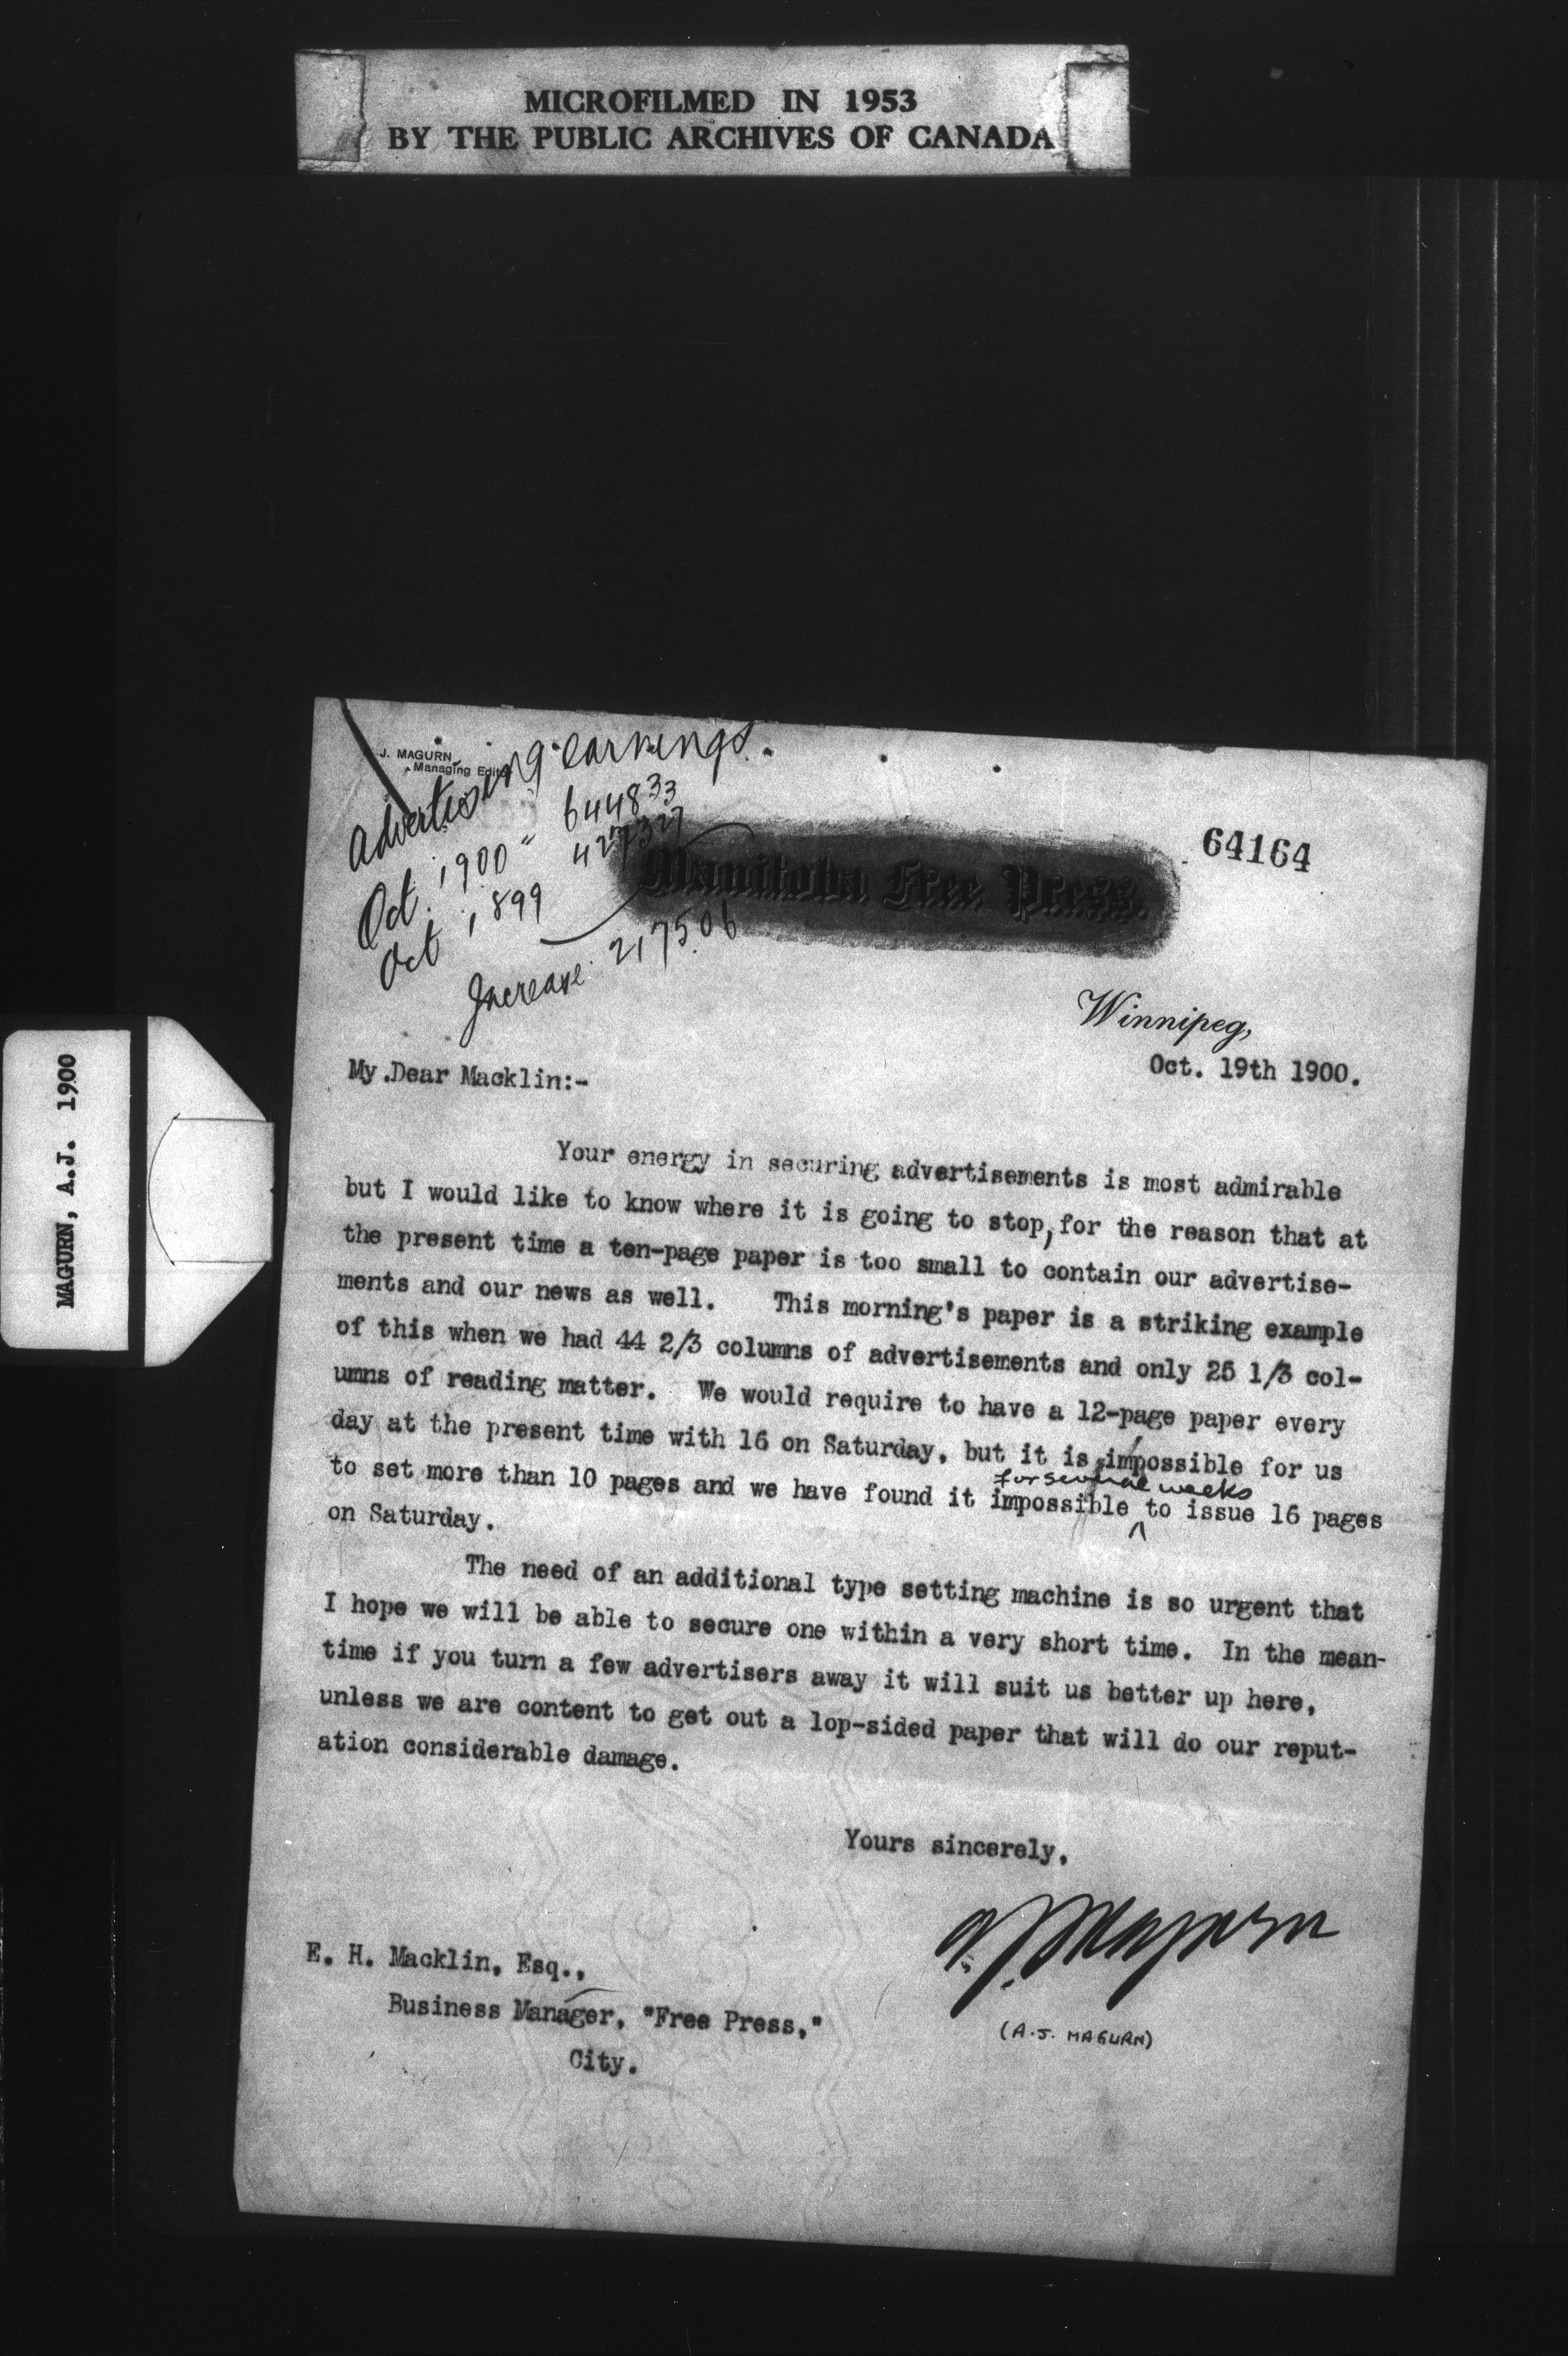 MICROFILMED IN 1953
BY THE PUBLIC ARCHIVES OF CANADA
MAGURN, A.J. 1900
J. MAGURN,
Managing Editor
Advertising earnings.
Oct. 1900 " 644833
Oct 1899 427327
Increase 217506
Manitoba Free Press.
64164
Winnipeg,
Oct. 19th 1900.
My Dear Macklin:-
Your energy in securing advertisements is most admirable
but I would like to know where it is going to stop, for the reason that at
the present time a ten-page paper is too small to contain our advertise-
ments and our news as well. This morning's paper is a striking example
of this when we had 44 2/3 columns of advertisements and only 25 1/3 col-
umns of reading matter. We would require to have a 12-page paper every
day at the present time with 16 on Saturday, but it is impossible for us
for several weeks
to set more than 10 pages and we have found it impossible ^ to issue 16 pages
on Saturday.
The need of an additional type setting machine is so urgent that
I hope we will be able to secure one within a very short time. In the mean-
time if you turn a few advertisers away it will suit us better up here,
unless we are content to get out a lop-sided paper that will do our reput-
ation considerable damage.
Yours sincerely,
A. J. Magurn
(A.J. MAGURN)
E. H. Macklin, Esq.,
Business Manager, "Free Press,"
City.